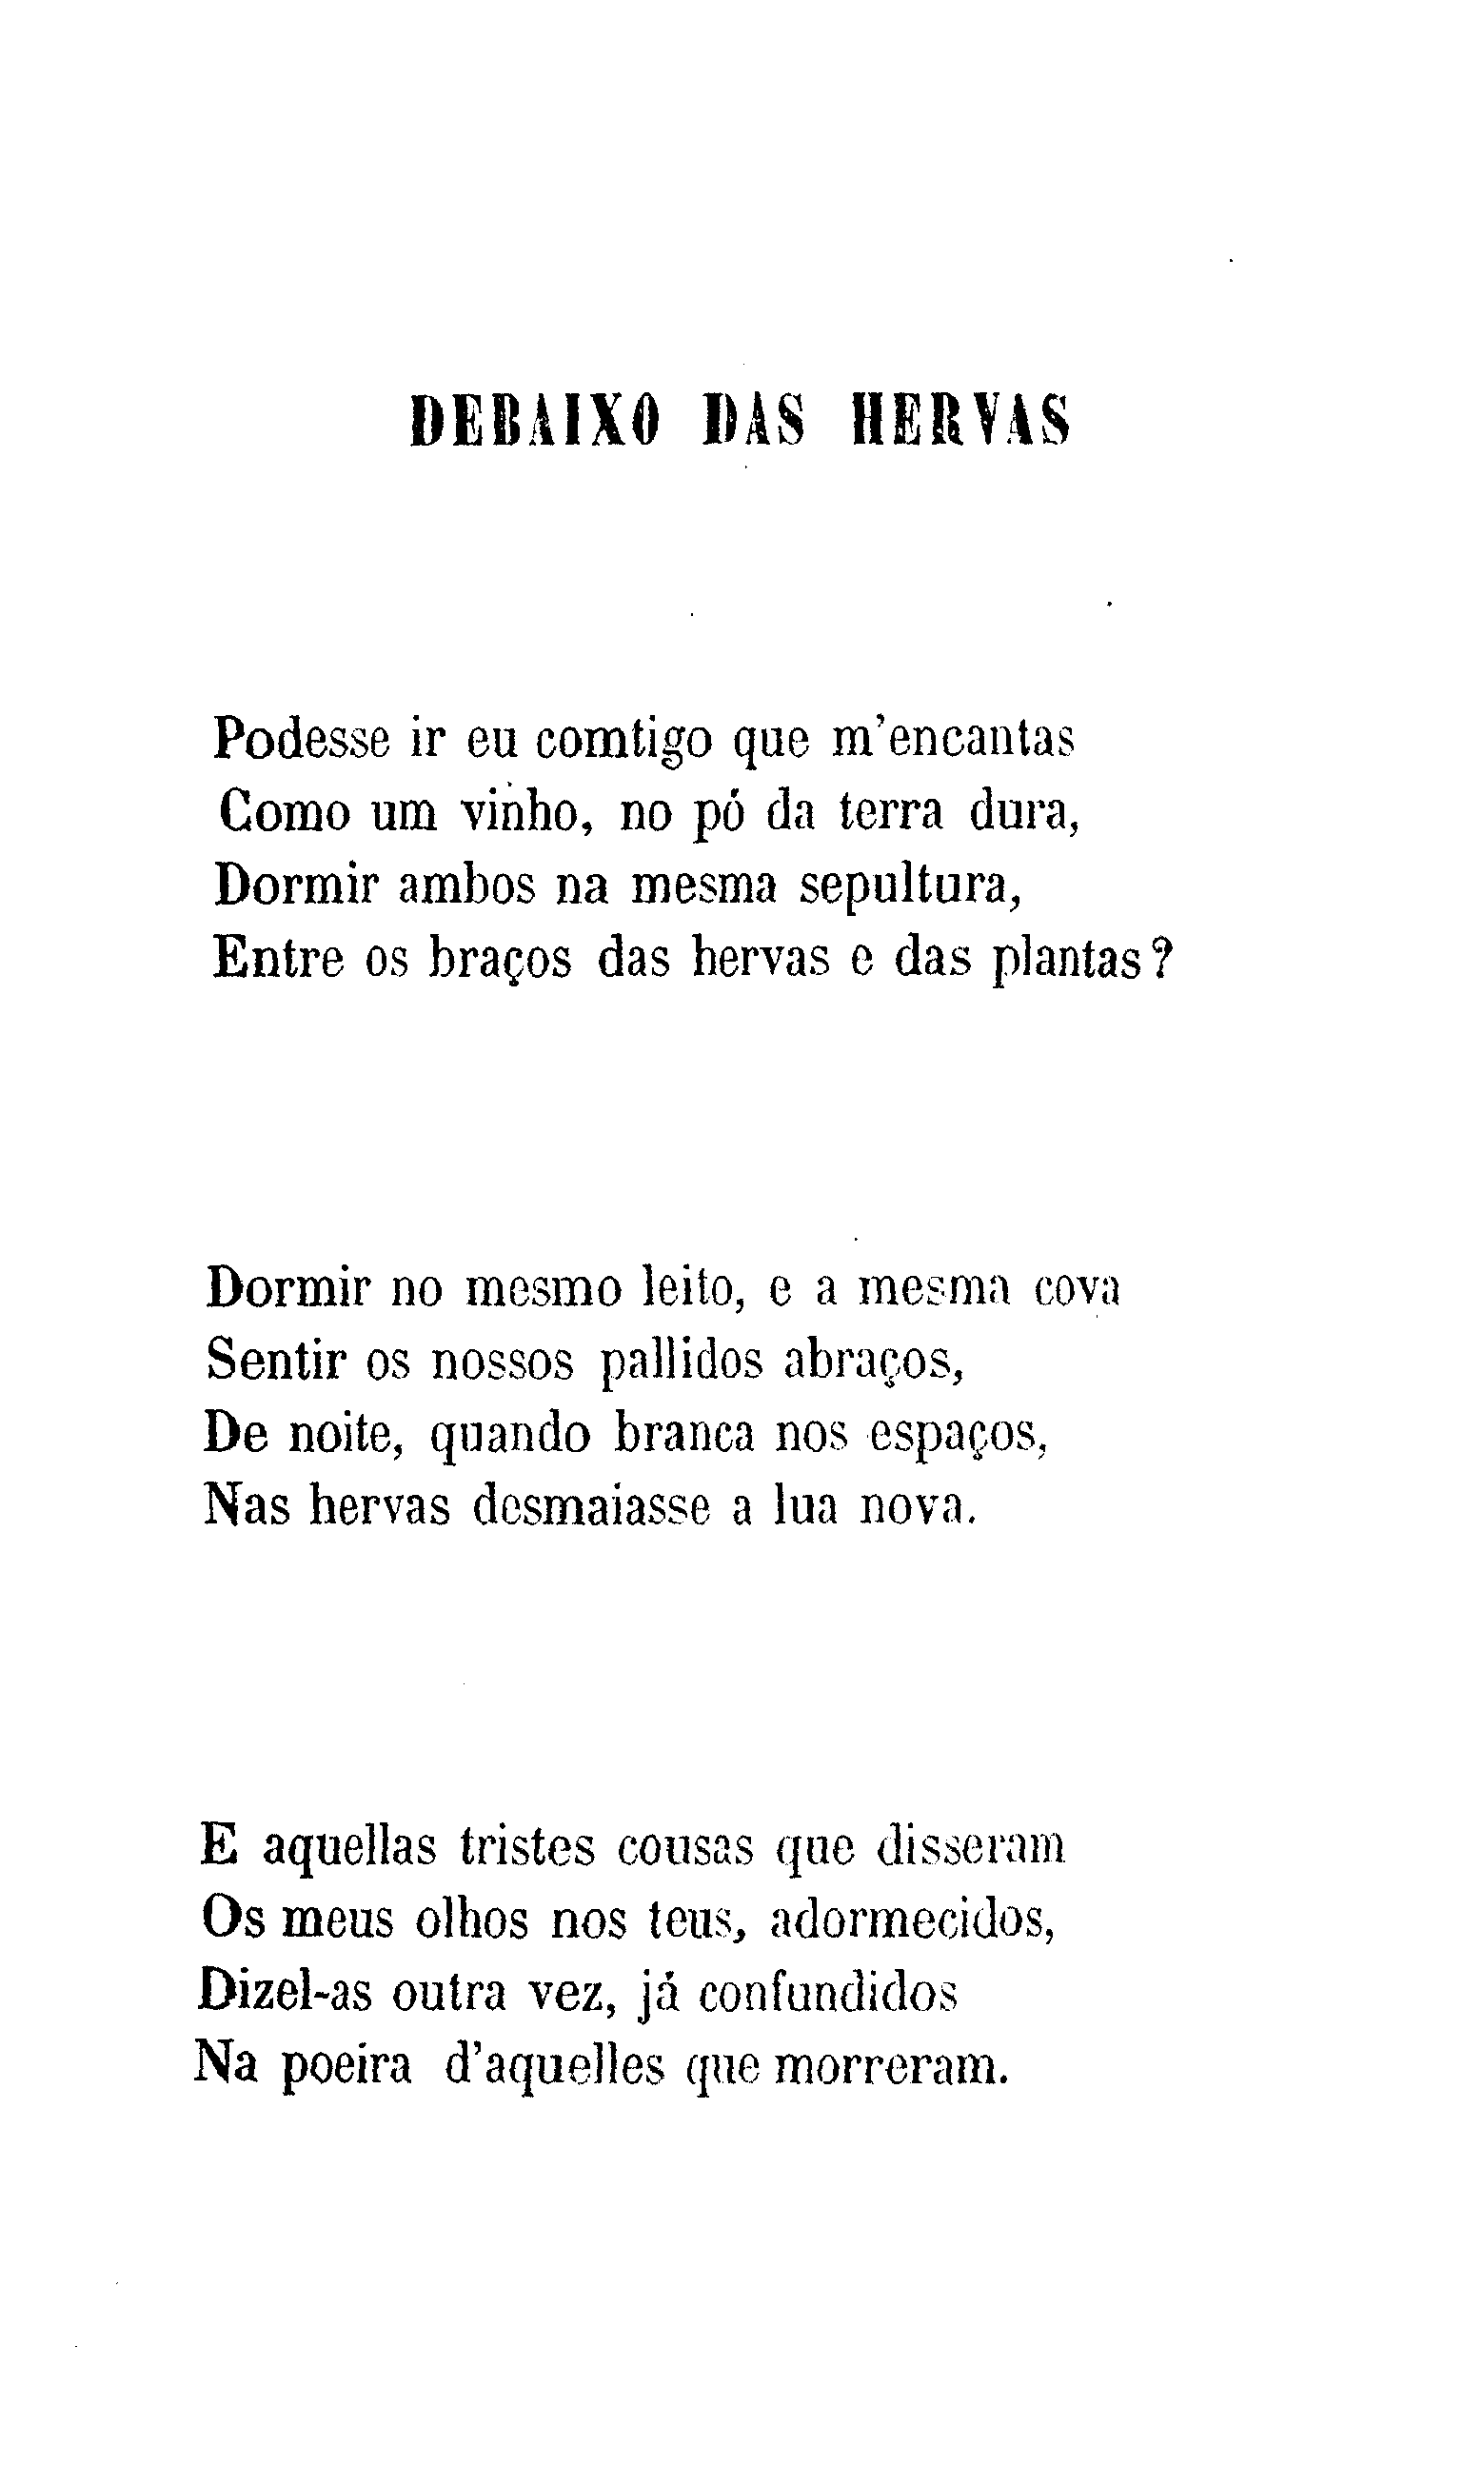 DEBAIXO DAS HERVAS
Podesse ir eu comtigo que m'encantas
Como um vinho, no pó da terra dura,
Dormir ambos na mesma sepultura,
Entre os braços das hervas e das plantas?
Dormir no mesmo leito, e a mesma cova
Sentir os nossos pallidos abraços,
De noite, quando branca nos espaços,
Nas hervas desmaiasse a lua nova.
E aquellas tristes cousas que disseram
Os meus olhos nos teus, adormecidos,
Dizel-as outra vez, já confundidos
Na poeira d'aquelles que morreram.